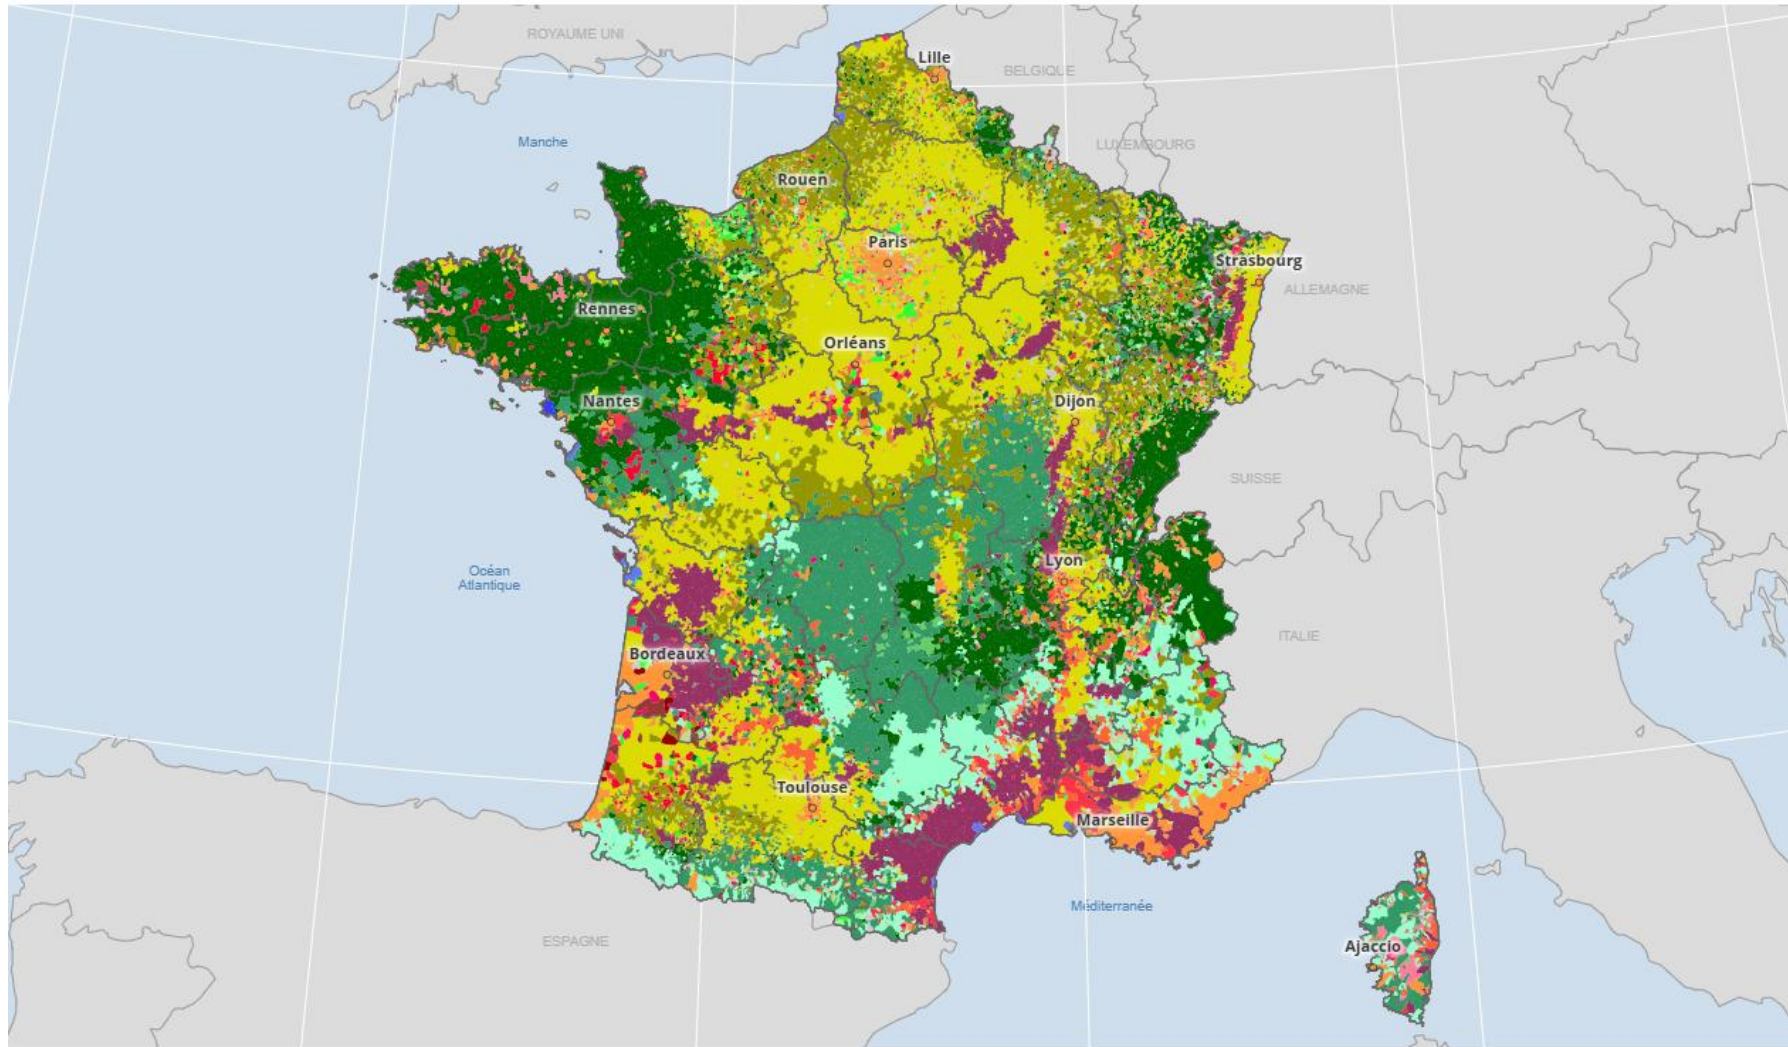 ROYAUME UNI
Lille
BELGIQUE
Manche
LUXEMBOURG
Rouen
Paris
Strasbourg
ALLEMAGNE
Rennes
Orléans
Nantes
Dijon
SUISSE
Océan
Atlantique
Lyon
ITALIE
Bordeaux
Toulouse
Marseille
Méditerranée
ESPAGNE
Ajaccio